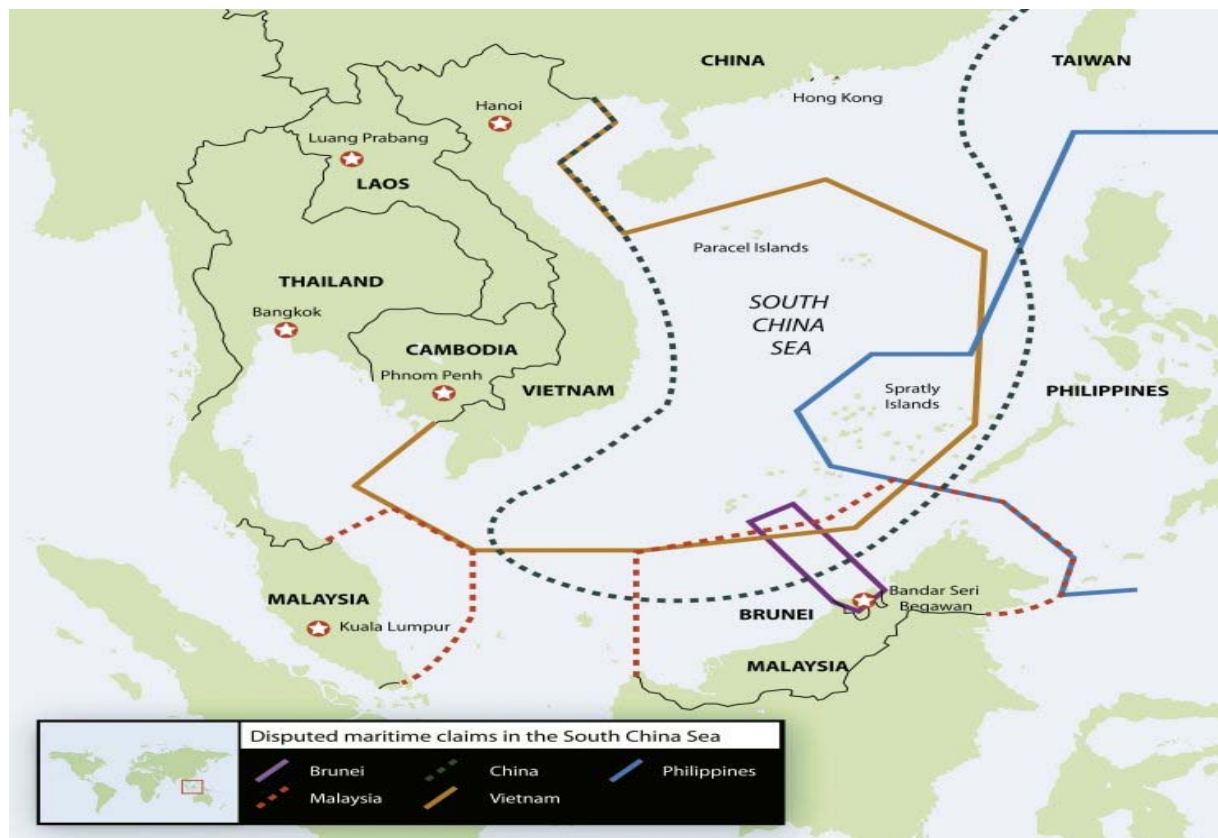 CHINA
TAIWAN
Hong Kong
Hanoi
Luang Prabang
LAOS
Paracel Islands
THAILAND
Bangkok
SOUTH
CHINA
SEA
CAMBODIA
Phnom Penh
VIETNAM
Spratly
Islands
PHILIPPINES
MALAYSIA
Kuala Lumpur
BRUNEI
Bandar Seri
Begawan
MALAYSIA
Disputed maritime claims in the South China Sea
Brunei
China
Philippines
Malaysia
Vietnam